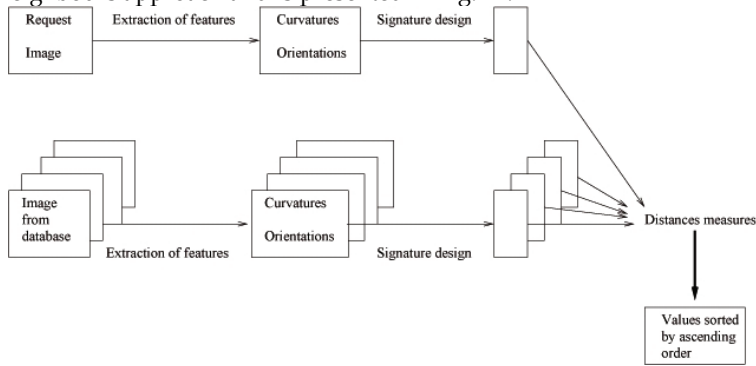 Request
Image
Extraction of features
Curvatures
Orientations
Signature design
Image
from
database
Extraction of features
Curvatures
Orientations
Signature design
Distances measures
Values sorted
by ascending
order